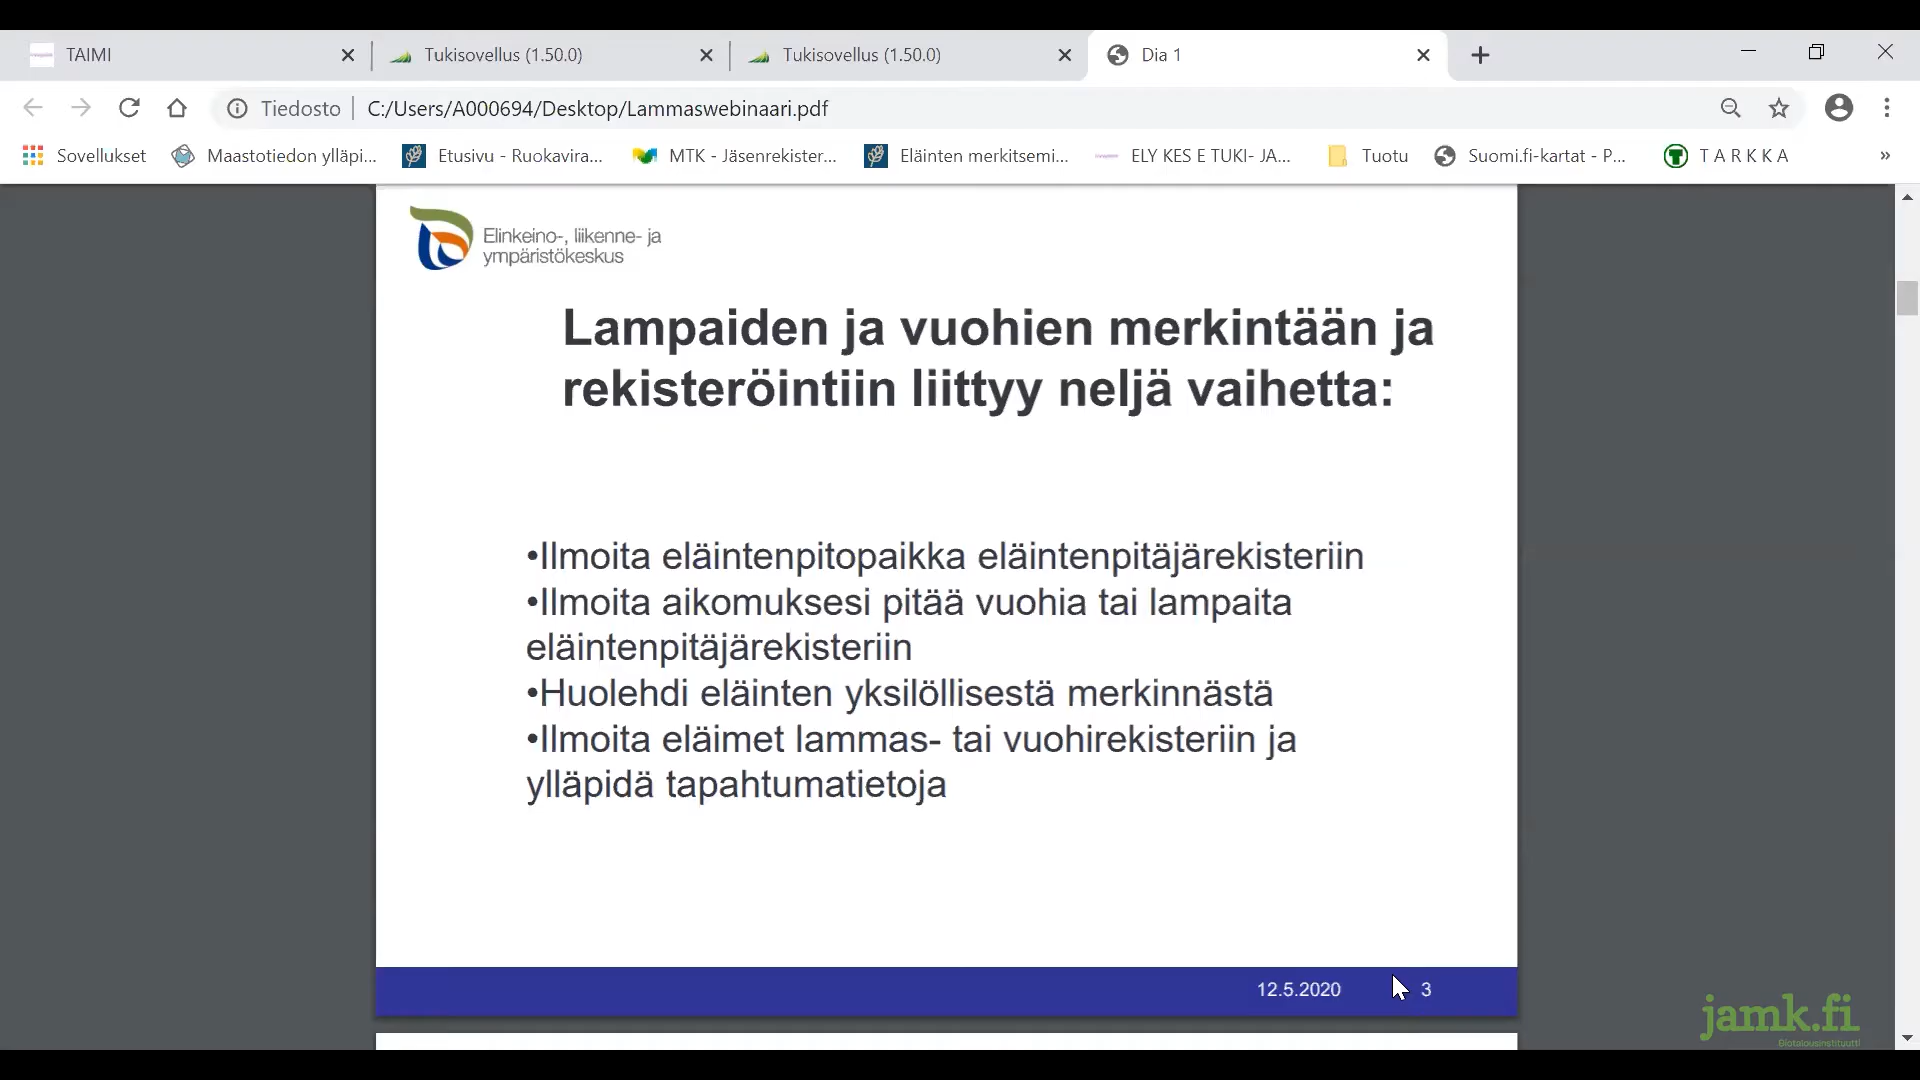 TAIMI
Tukisovellus (1.50.0)
Tukisovellus (1.50.0)
Dia 1
Tiedosto
C:/Users/A000694/Desktop/Lammaswebinaari.pdf
Sovellukset
Maastotiedon ylläpi...
Etusivu - Ruokavira...
MTK - Jäsenrekister...
Eläinten merkitsemi...
ELY KES E TUKI- JA...
Tuotu
Suomi.fi-kartat - P...
T A R K K A
»
Elinkeino-, liikenne- ja
ympäristökeskus
Lampaiden ja vuohien merkintään ja
rekisteröintiin liittyy neljä vaihetta:
•Ilmoita eläintenpitopaikka eläintenpitäjärekisteriin
•Ilmoita aikomuksesi pitää vuohia tai lampaita
eläintenpitäjärekisteriin
•Huolehdi eläinten yksilöllisestä merkinnästä
•Ilmoita eläimet lammas- tai vuohirekisteriin ja
ylläpidä tapahtumatietoja
12.5.2020
3
jamk.fi
Biotalousinstituutti